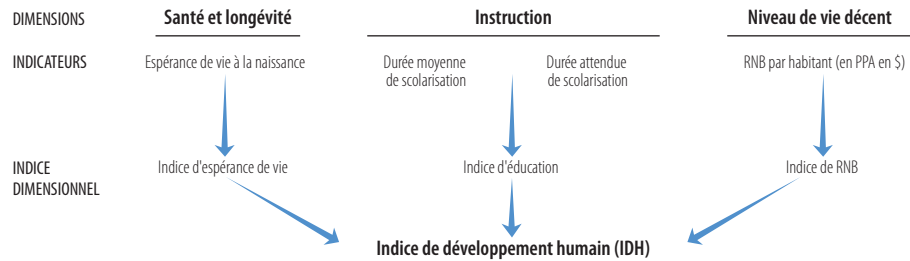 DIMENSIONS
Santé et longévité
Instruction
Niveau de vie décent
INDICATEURS
Espérance de vie à la naissance
Durée moyenne
de scolarisation
Durée attendue
de scolarisation
RNB par habitant (en PPA en $)
INDICE
DIMENSIONNEL
Indice d'espérance de vie
Indice d'éducation
Indice de RNB
Indice de développement humain (IDH)